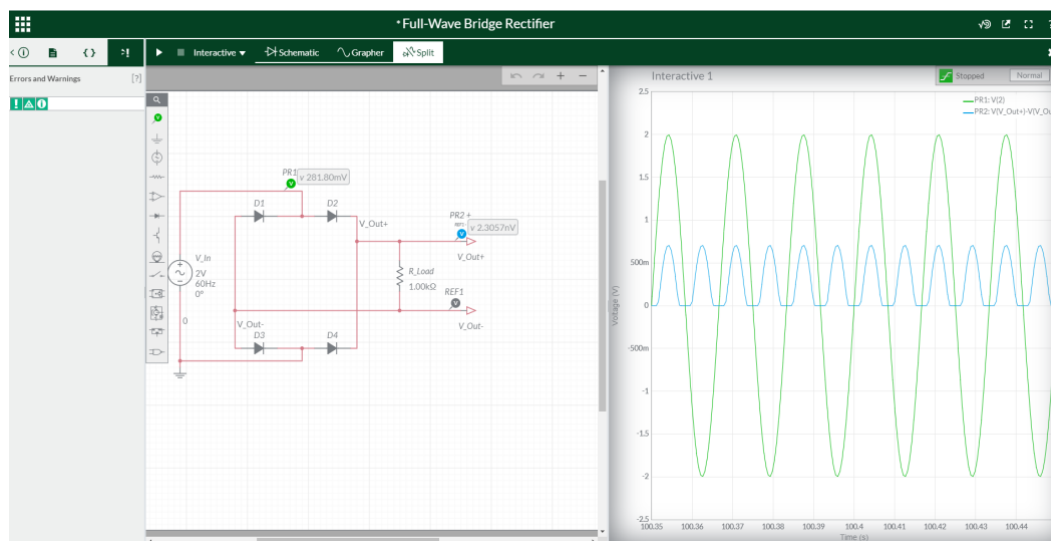 *Full-Wave Bridge Rectifier
Interactive
Schematic
Grapher
Split
Errors and Warnings
[?]
PR1
v 281.80mV
D1
D2
V_Out+
PR2 +
v 2.3057nV
V_Out+
V_In
2V
60Hz
0°
R_Load
1.00kΩ
REF1
V_Out-
0
V_Out-
D3
D4
Interactive 1
Stopped
Normal
PR1: V(2)
PR2: V(V_Out+)-V(V_Ou
2.5
2
1.5
1
500m
0
-500m
-1
-1.5
-2
-2.5
Voltage (V)
100.35 100.36 100.37 100.38 100.39 100.4 100.41 100.42 100.43 100.44
Time (s)